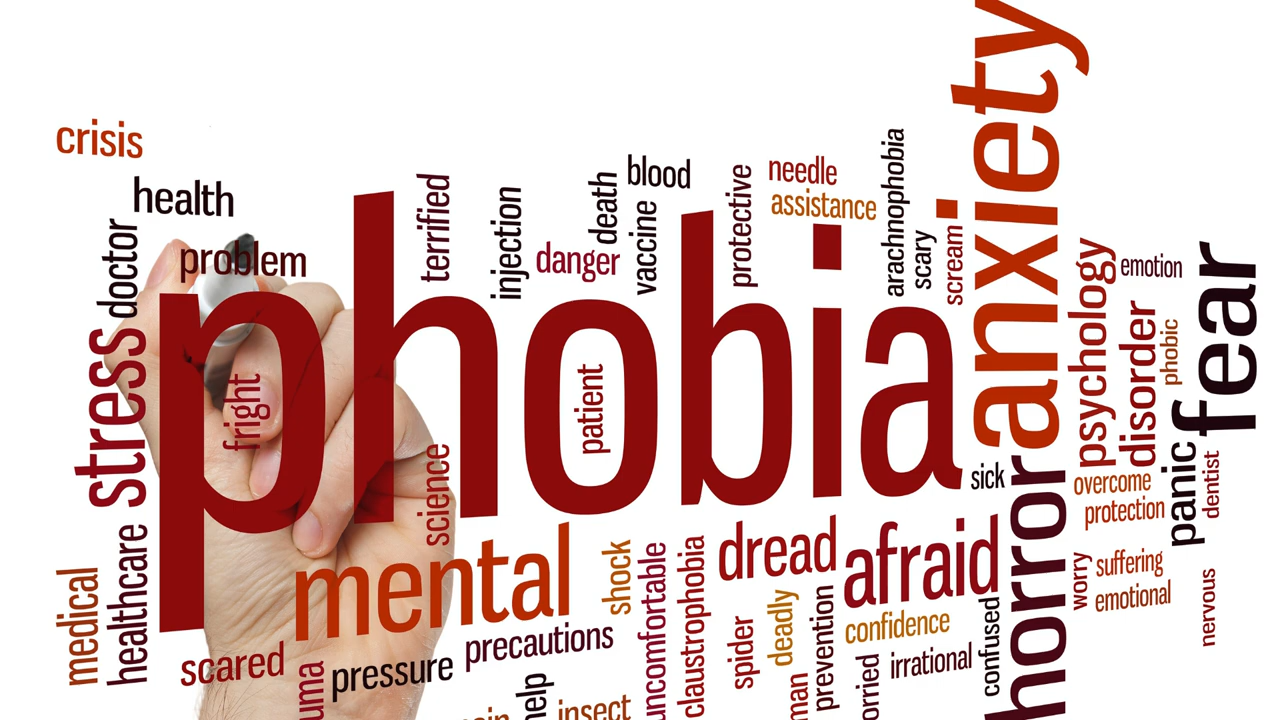 crisis
health
problem
doctor
stress
healthcare
medical
fright
phobia
terrified
injection
danger
death
blood
vaccine
protective
needle
assistance
arachnophobia
scary
scream
anxiety
psychology
emotion
disorder
phobic
fear
panic
dentist
overcome
protection
sick
patient
science
mental
shock
uncomfortable
claustrophobia
dread
afraid
horror
worry
suffering
emotional
nervous
confidence
deadly
prevention
spider
irrational
confused
precautions
pressure
scared
insect